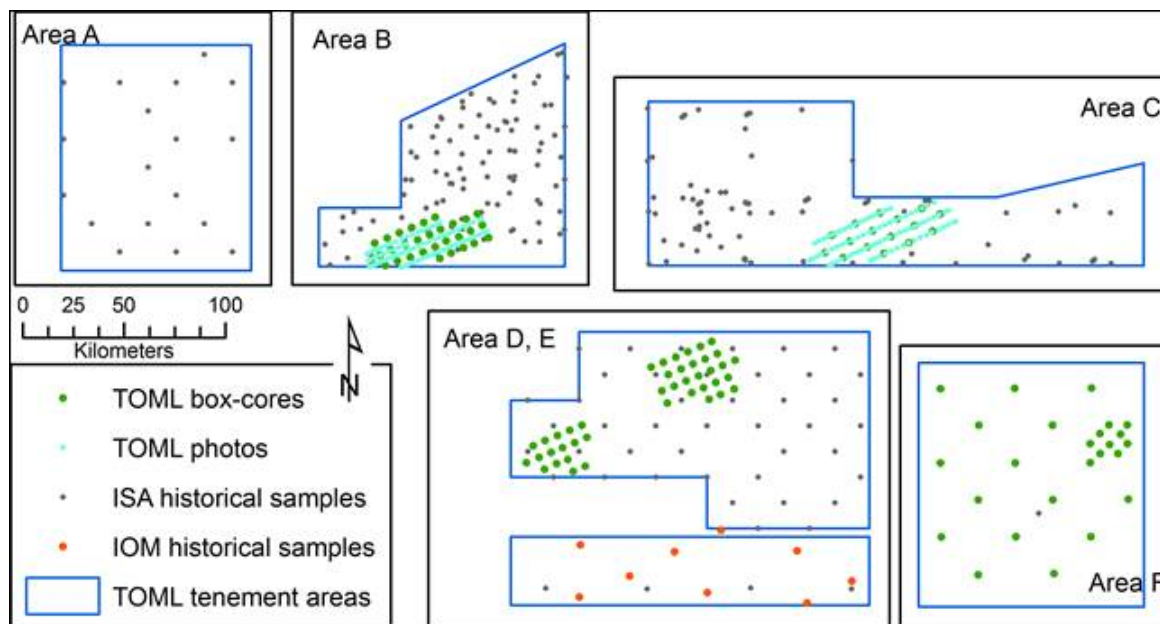 Area A
Area B
Area C
0 25 50 100
Kilometers
N
TOML box-cores
TOML photos
ISA historical samples
IOM historical samples
TOML tenement areas
Area D, E
Area F